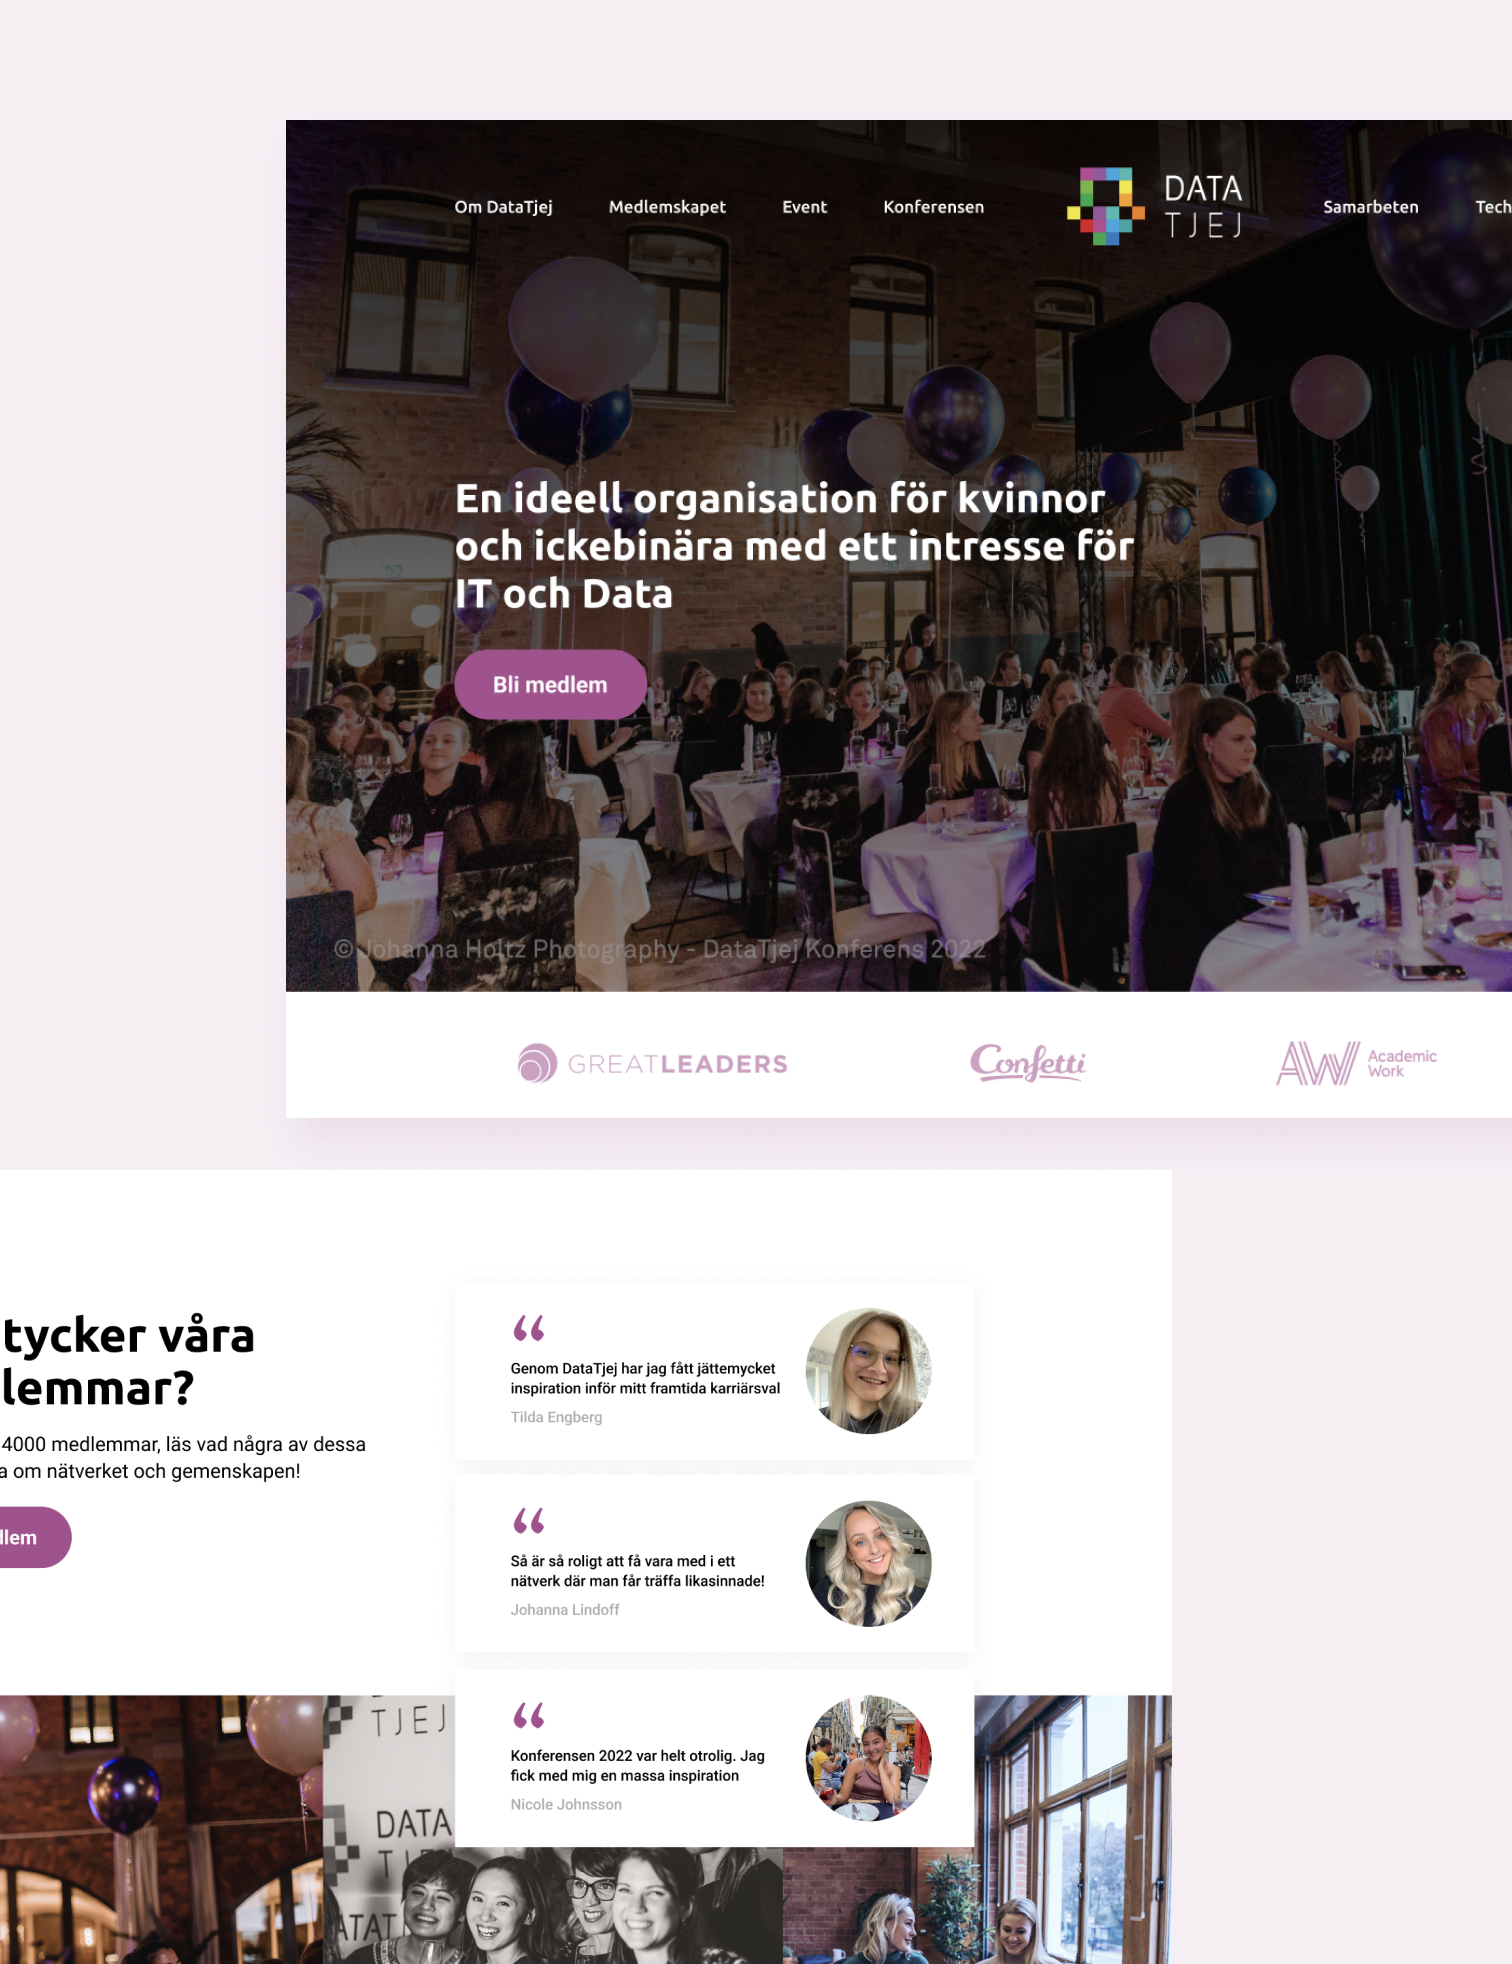 Om DataTjej
Medlemskapet
Event
Konferensen
DATA
TJEJ
Samarbeten
Tech
En ideell organisation för kvinnor
och ickebinära med ett intresse för
IT och Data
Bli medlem
© Johanna Holtz Photography - DataTjej Konferens 2022
GREATLEADERS
Confetti
AW Academic
Work
tycker våra
lemmar?
4000 medlemmar, läs vad några av dessa
a om nätverket och gemenskapen!
dlem
“
Genom DataTjej har jag fått jättemycket
inspiration inför mitt framtida karriärsval
Tilda Engberg
“
Så är så roligt att få vara med i ett
nätverk där man får träffa likasinnade!
Johanna Lindoff
“
Konferensen 2022 var helt otrolig. Jag
fick med mig en massa inspiration
Nicole Johnsson
TJEJ
DATA
TJ
ATAT